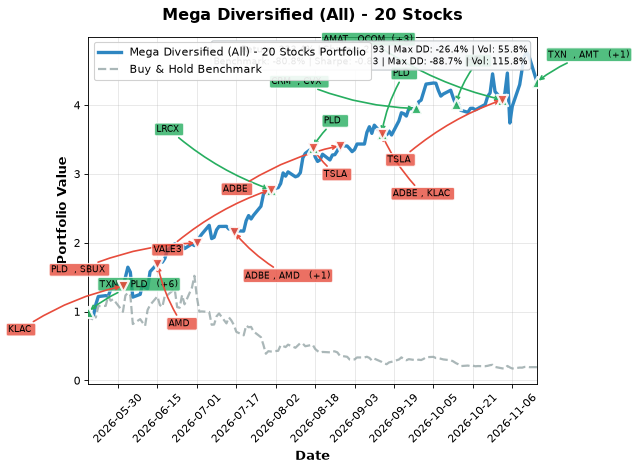 Mega Diversified (All) - 20 Stocks
AMAT , QCOM (+3)
TXN , AMT (+1)
Mega Diversified (All) - 20 Stocks Portfolio
Buy & Hold Benchmark
93 | Max DD: -26.4% | Vol: 55.8%
Benchmark: -80.8% | Sharpe: | Max DD: -88.7% | Vol: 115.8%
CRM , CVX
PLD
PLD
LRCX
TSLA
TSLA
ADBE
ADBE , KLAC
VALE3
PLD , SBUX
ADBE , AMD (+1)
TXN , PLD (+6)
AMD
KLAC
Portfolio Value
4
3
2
1
0
2026-05-30
2026-06-15
2026-07-01
2026-07-17
2026-08-02
2026-08-18
2026-09-03
2026-09-19
2026-10-05
2026-10-21
2026-11-06
Date